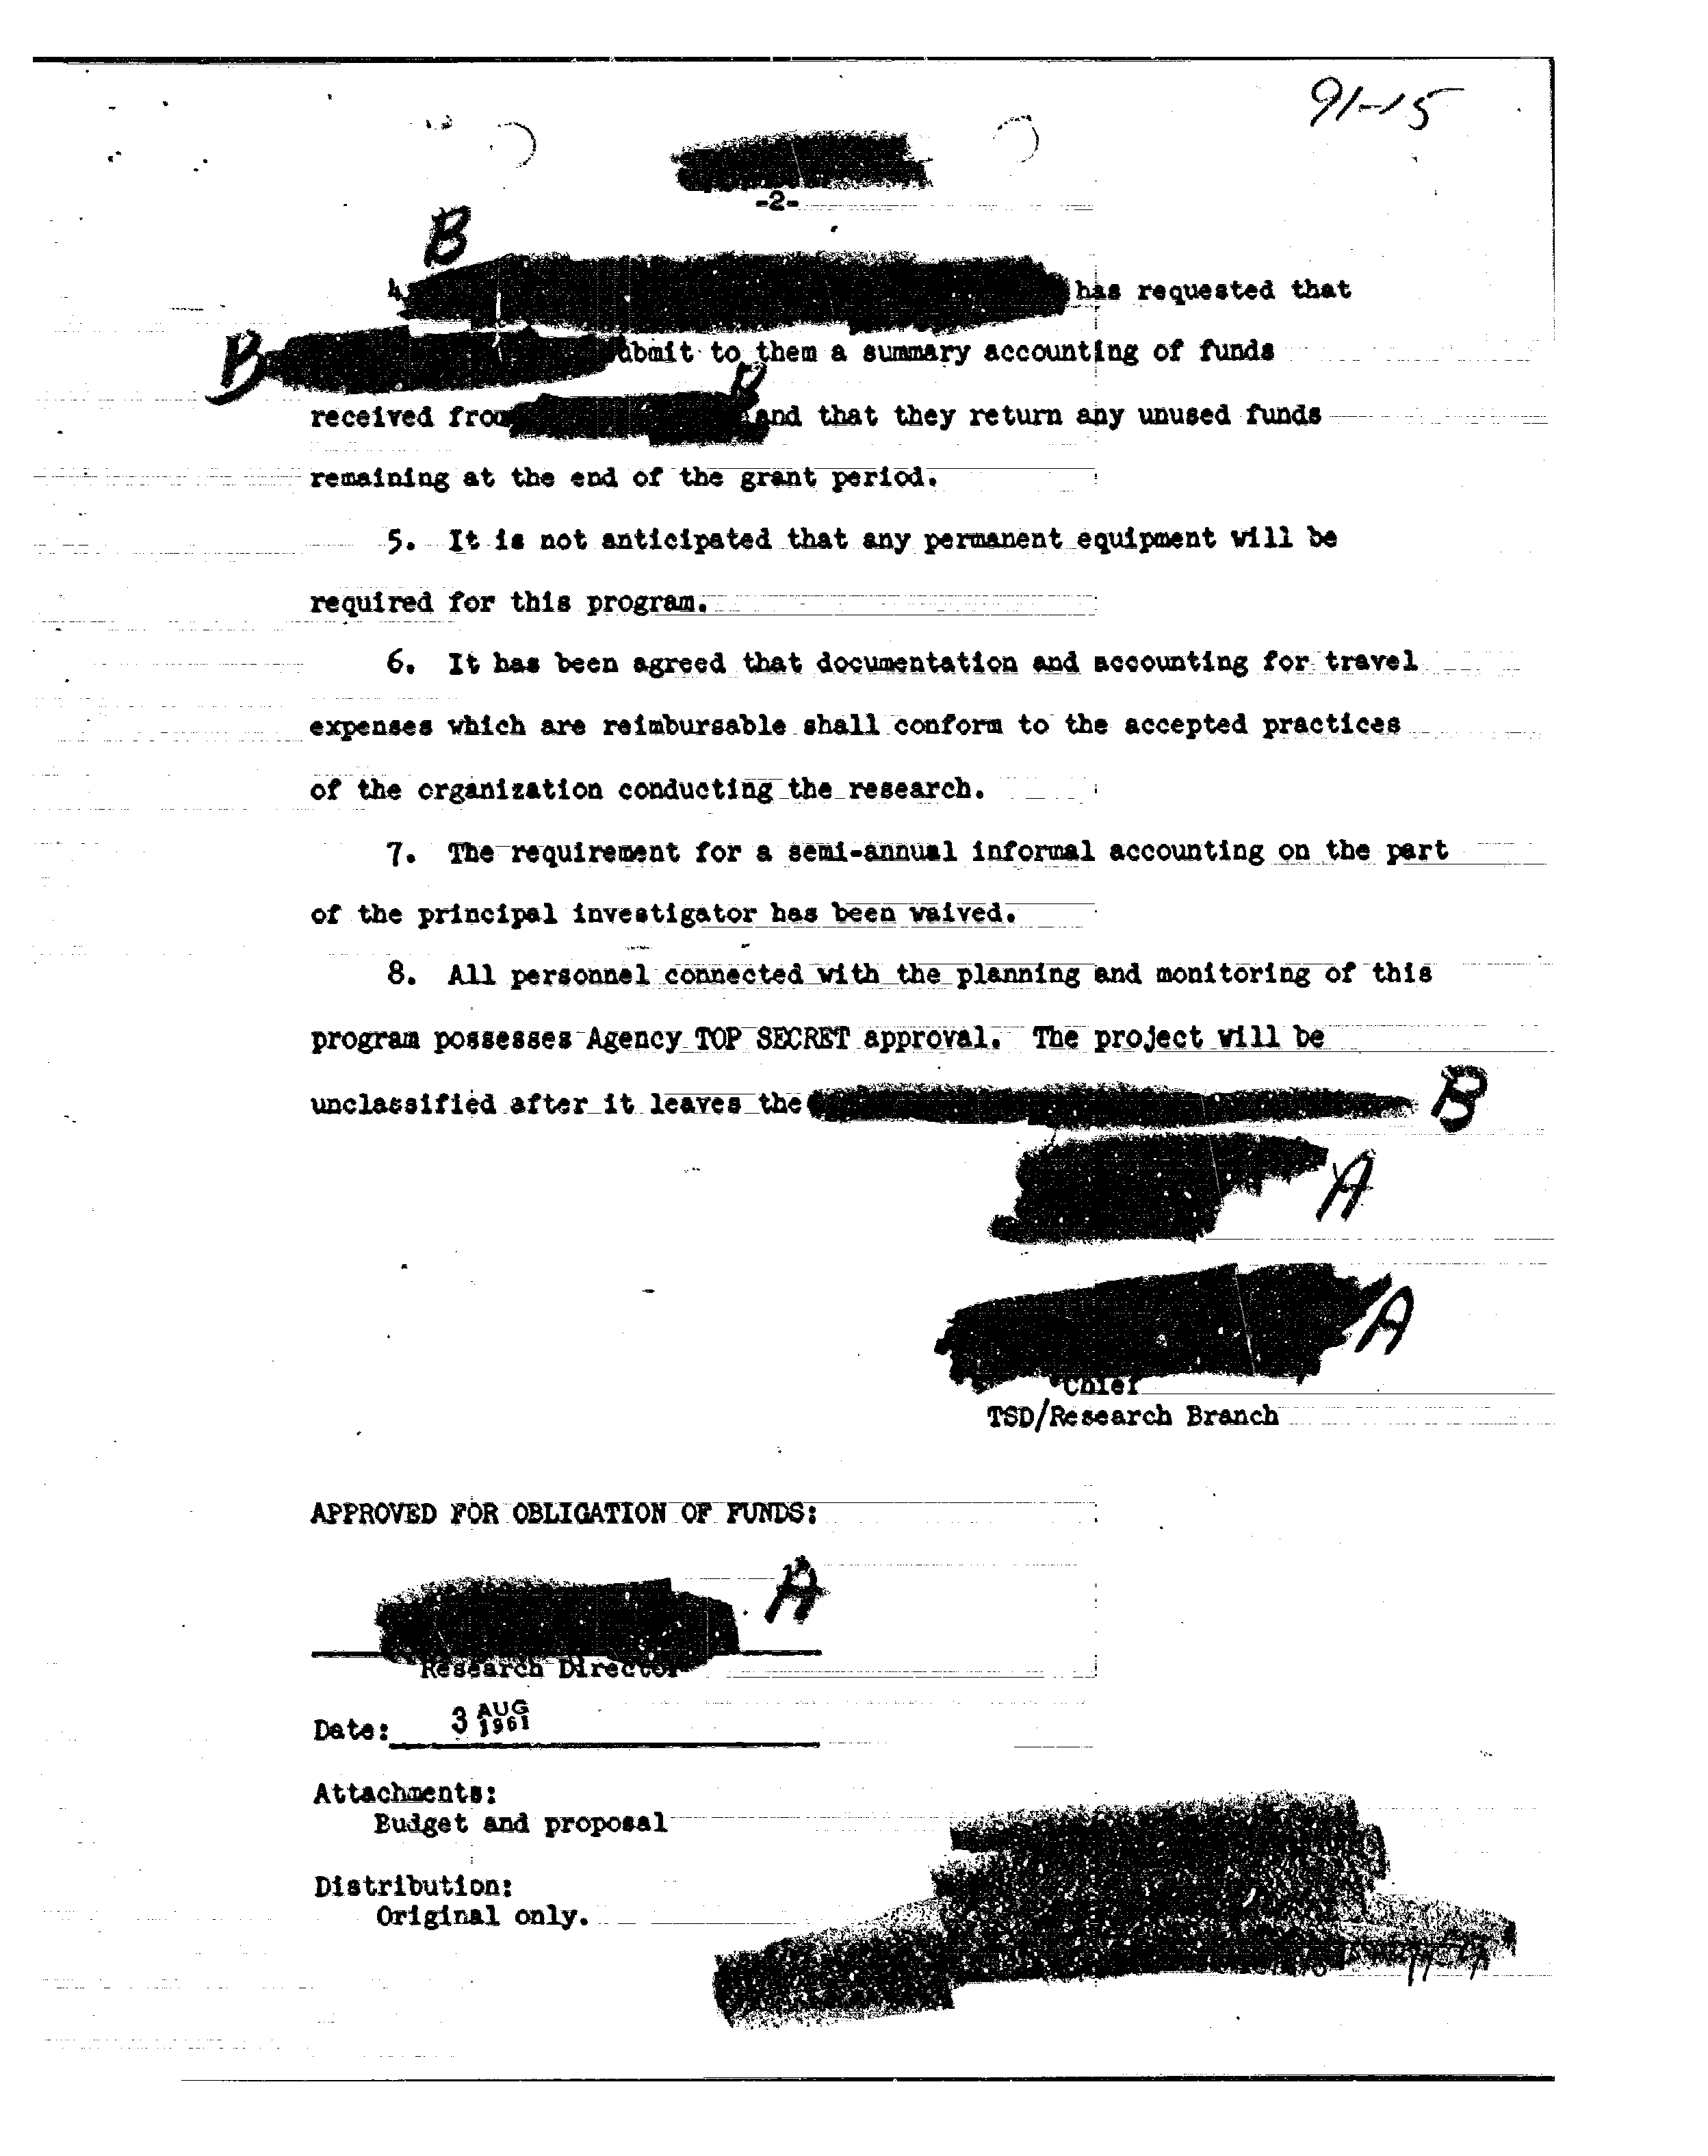 91-15
-2-
B
4. has requested that
B submit to them a summary accounting of funds
B
received from and that they return any unused funds
remaining at the end of the grant period.
5. It is not anticipated that any permanent equipment will be
required for this program.
6. It has been agreed that documentation and accounting for travel
expenses which are reimbursable shall conform to the accepted practices
of the organization conducting the research.
7. The requirement for a semi-annual informal accounting on the part
of the principal investigator has been waived.
8. All personnel connected with the planning and monitoring of this
program possesses Agency TOP SECRET approval. The project will be
unclassified after it leaves the B
A
A
Chief
TSD/Research Branch
APPROVED FOR OBLIGATION OF FUNDS:
A
Research Director
Date: 3 AUG 1961
Attachments:
Budget and proposal
Distribution:
Original only.